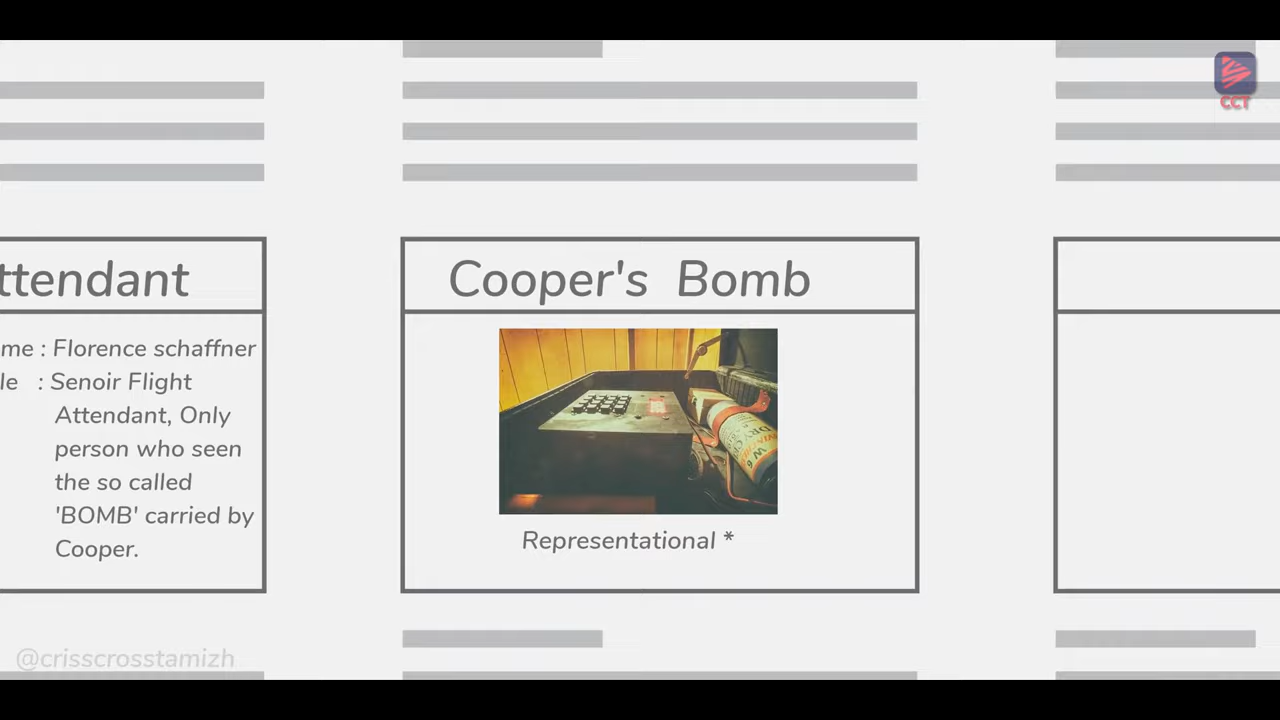 CCT
ttendant
me : Florence schaffner
le : Senoir Flight
Attendant, Only
person who seen
the so called
'BOMB' carried by
Cooper.
Cooper's Bomb
Representational *
@crisscrosstamizh